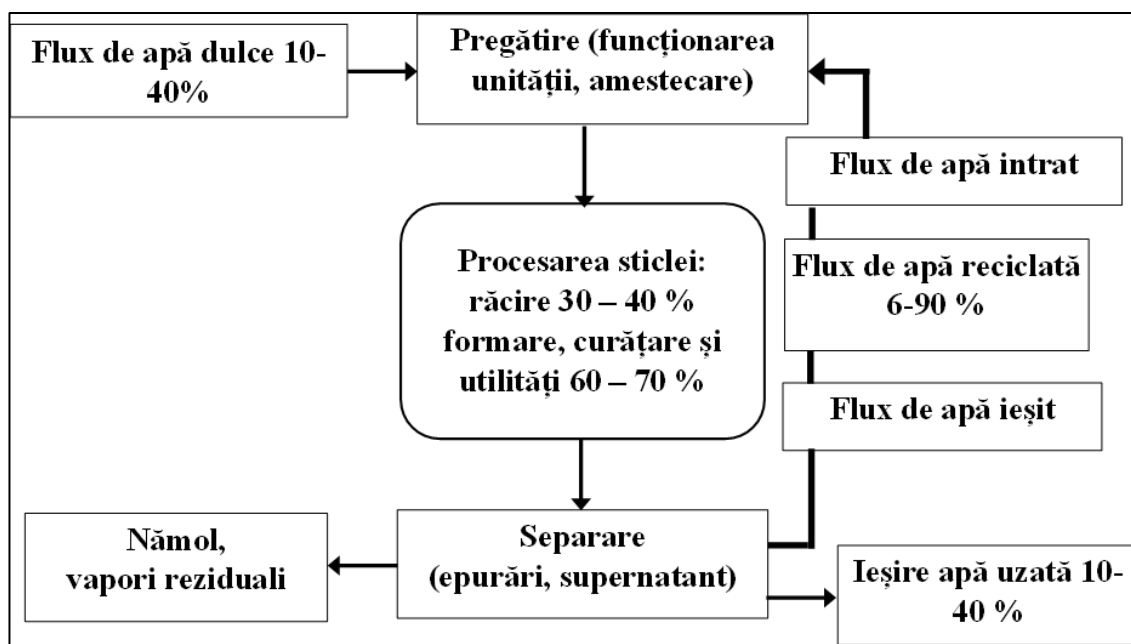 Flux de apă dulce 10-
40%
Pregătire (funcționarea
unității, amestecare)
Flux de apă intrat
Procesarea sticlei:
răcire 30 – 40 %
formare, curățare și
utilități 60 – 70 %
Flux de apă reciclată
6-90 %
Flux de apă ieșit
Nămol,
vapori reziduali
Separare
(epurări, supernatant)
Ieșire apă uzată 10-
40 %